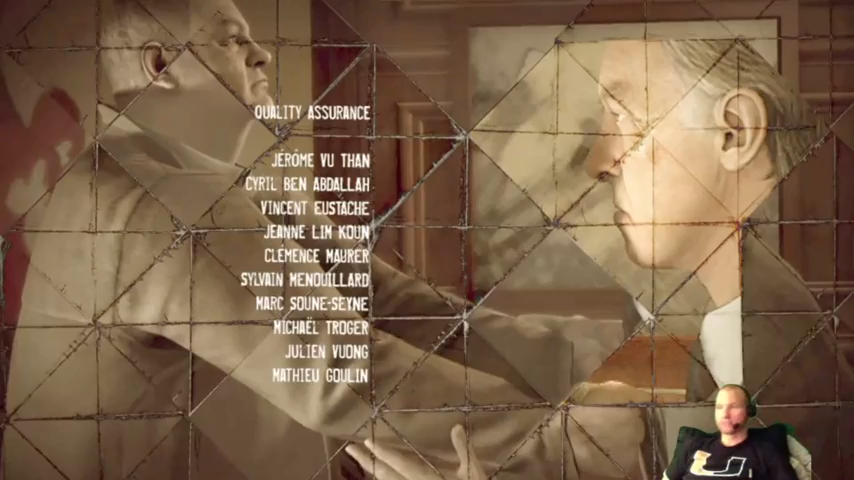 QUALITY ASSURANCE
JÉRÔME VU THAN
CYRIL BEN ABDALLAH
VINCENT EUSTACHE
JEANNE LIM KOUN
CLÉMENCE MAURER
SYLVAIN MENOUILLARD
MARC SOUNE-SEYNE
MICHAËL TROGER
JULIEN VUONG
MATHIEU GOULIN